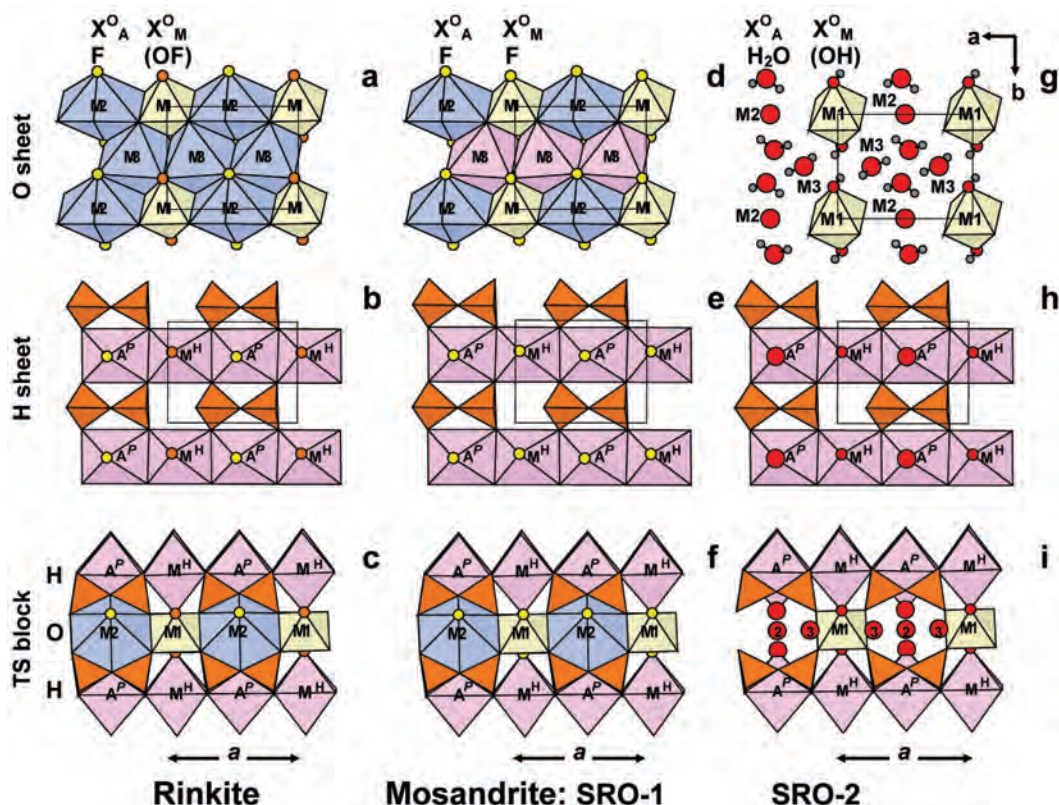 X^O_A X^O_M
F (OF)
a
X^O_A X^O_M
F F
d
X^O_A X^O_M
H₂O (OH)
g
a
b
O sheet
M2 M1 M2 M1
M3 M3
M2 M1 M2 M1
M2 M1 M2 M1
M3 M3 M3
M2 M1 M2 M1
M2 M1 M2 M1
M3
M3 M3
M2 M1 M2 M1
H sheet
b
A^P M^H A^P M^H
A^P M^H A^P M^H
e
A^P M^H A^P M^H
A^P M^H A^P M^H
h
A^P M^H A^P M^H
A^P M^H A^P M^H
TS block
H
O
H
c
A^P M^H A^P M^H
M2 M1 M2 M1
A^P M^H A^P M^H
a
f
A^P M^H A^P M^H
M2 M1 M2 M1
A^P M^H A^P M^H
a
i
A^P M^H A^P M^H
2 3 M1 3 2 3 M1
A^P M^H A^P M^H
a
Rinkite
Mosandrite: SRO-1
SRO-2